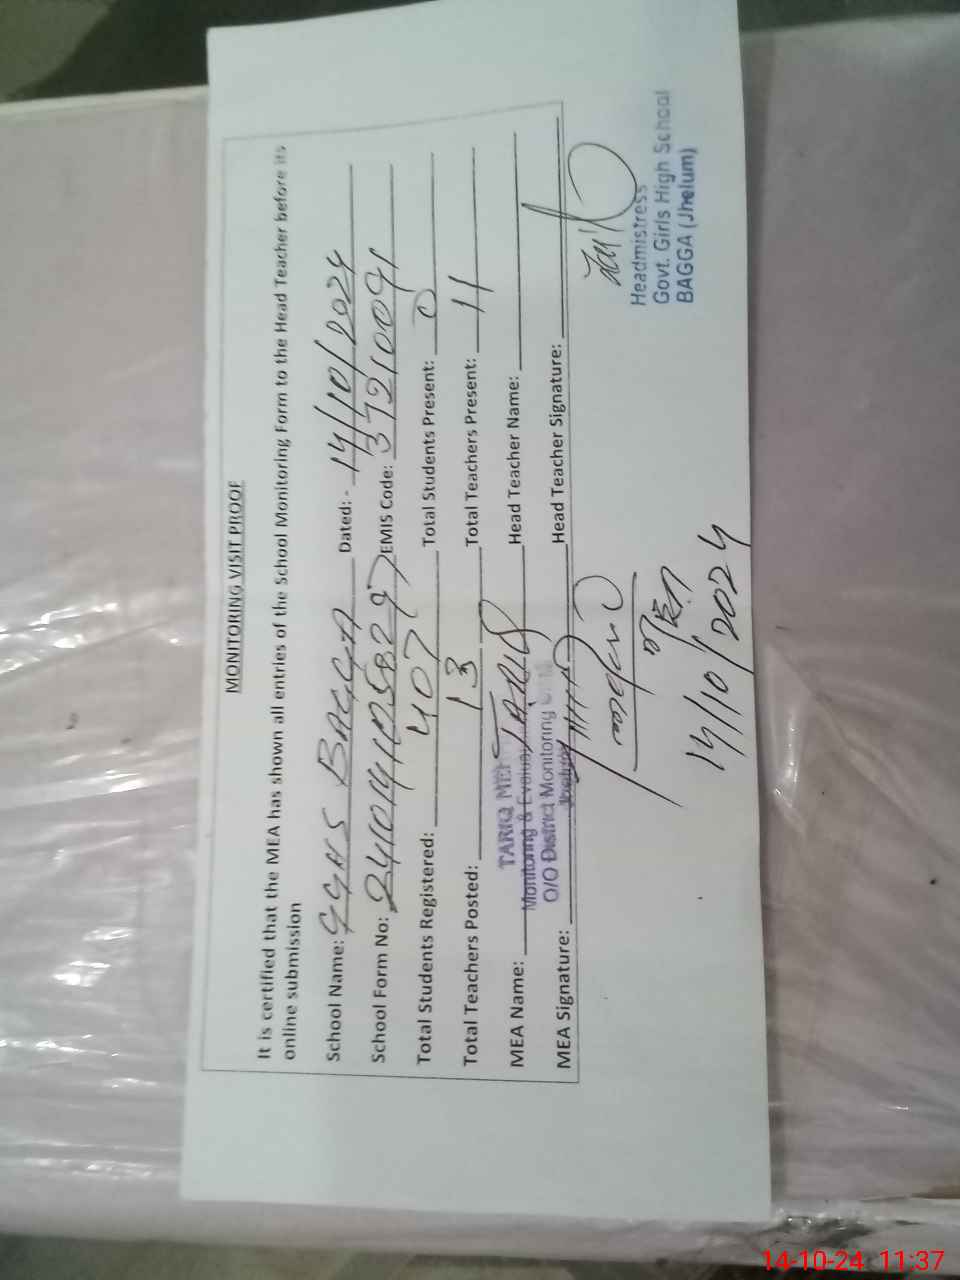 MONITORING VISIT PROOF
It is certified that the MEA has shown all entries of the School Monitoring Form to the Head Teacher before its
online submission
School Name: GGHS BAGGA Dated:- 14/10/2024
School Form No: EMIS Code: 37210091
Total Students Registered: 407 Total Students Present: 0
Total Teachers Posted: 13 Total Teachers Present: 11
MEA Name: TARIQ Head Teacher Name:
TARIQ
Monitoring & Evalua
O/O District Monitoring
MEA Signature: Head Teacher Signature:
Headmistress
Govt. Girls High School
BAGGA (Jhelum)
14/10/2024
14-10-24 11:37